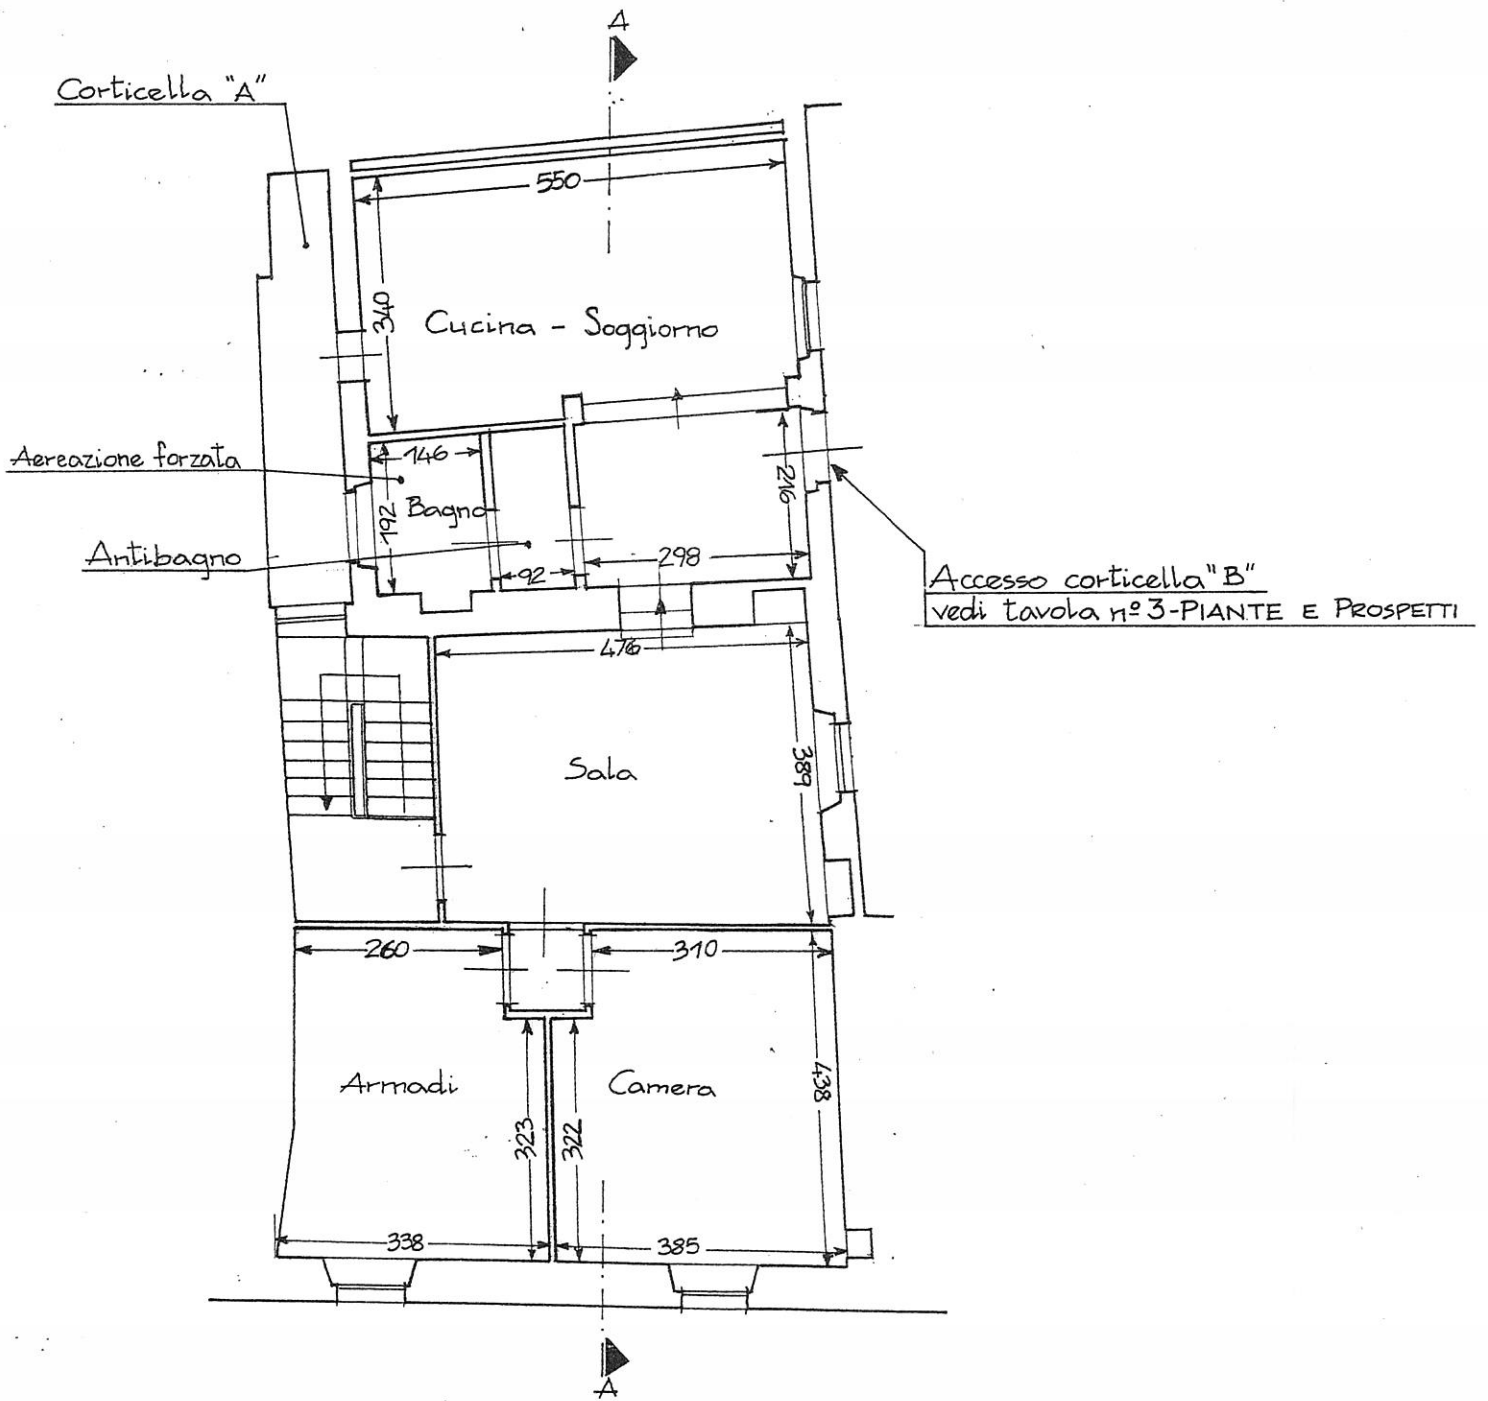 A
Corticella "A"
550
340
Cucina - Soggiorno
Aereazione forzata
146
216
192
Bagno
Antibagno
92
298
Accesso corticella "B"
vedi tavola nº 3-PIANTE E PROSPETTI
476
Sala
389
260
310
Armadi
Camera
438
323
322
338
385
A